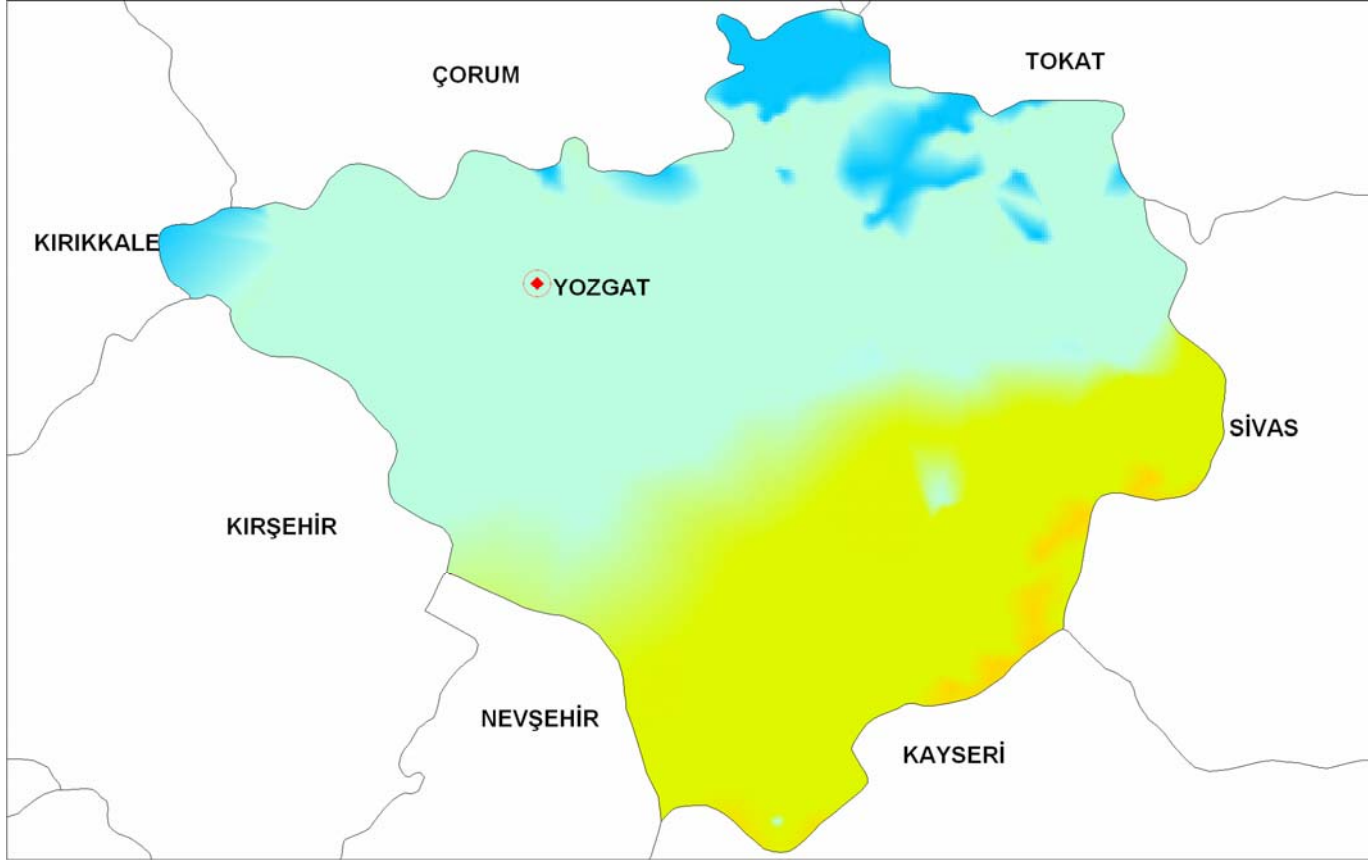 ÇORUM
TOKAT
KIRIKKALE
YOZGAT
SİVAS
KIRŞEHİR
NEVŞEHİR
KAYSERİ